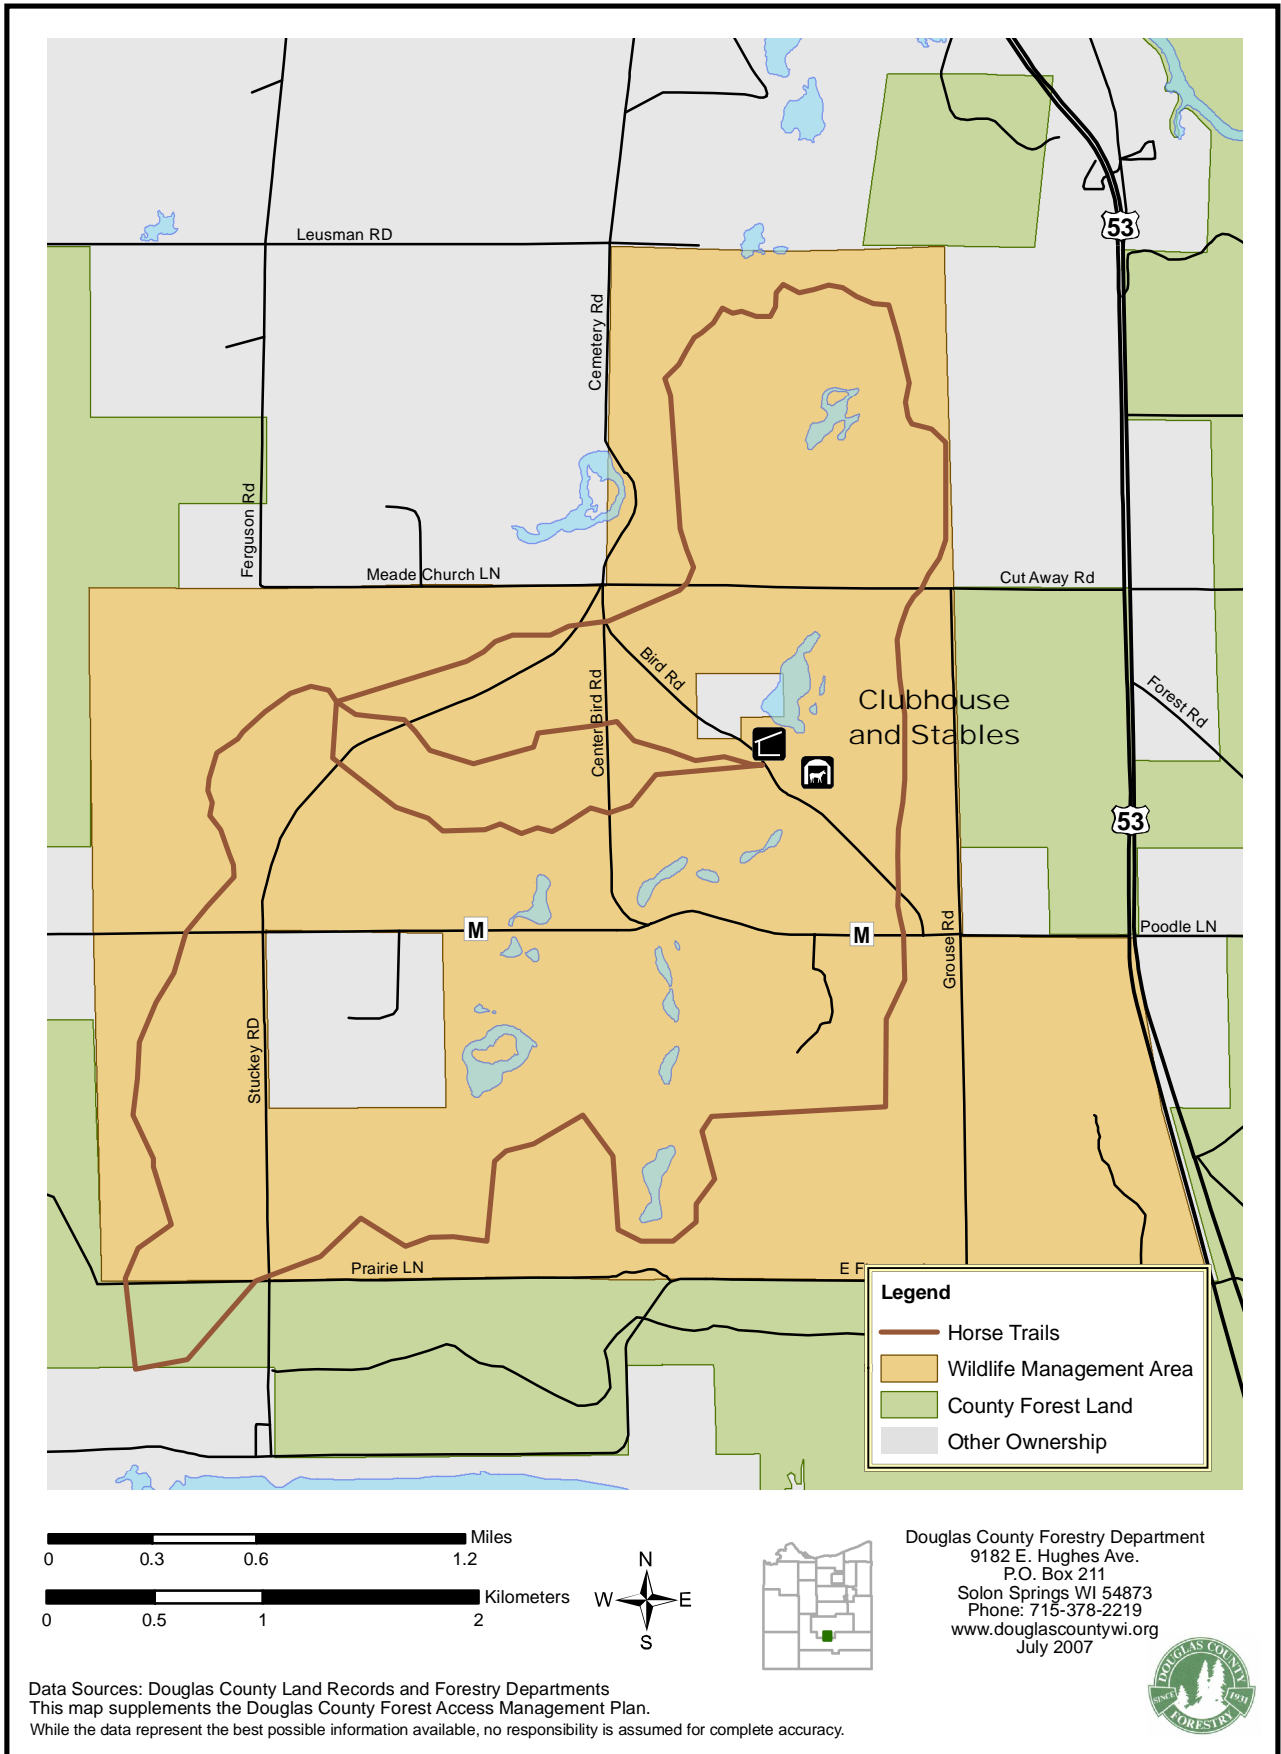 Leusman RD
53
Cemetery Rd
Ferguson Rd
Meade Church LN
Cut Away Rd
Bird Rd
Center Bird Rd
Forest Rd
Clubhouse
and Stables
53
M
M
Poodle LN
Grouse Rd
Stuckey RD
Prairie LN
E F
Legend
Horse Trails
Wildlife Management Area
County Forest Land
Other Ownership
Miles
0 0.3 0.6 1.2
Kilometers
0 0.5 1 2
N
W E
S
Douglas County Forestry Department
9182 E. Hughes Ave.
P.O. Box 211
Solon Springs WI 54873
Phone: 715-378-2219
www.douglascountywi.org
July 2007
DOUGLAS COUNTY
SINCE 1931
FORESTRY
Data Sources: Douglas County Land Records and Forestry Departments
This map supplements the Douglas County Forest Access Management Plan.
While the data represent the best possible information available, no responsibility is assumed for complete accuracy.